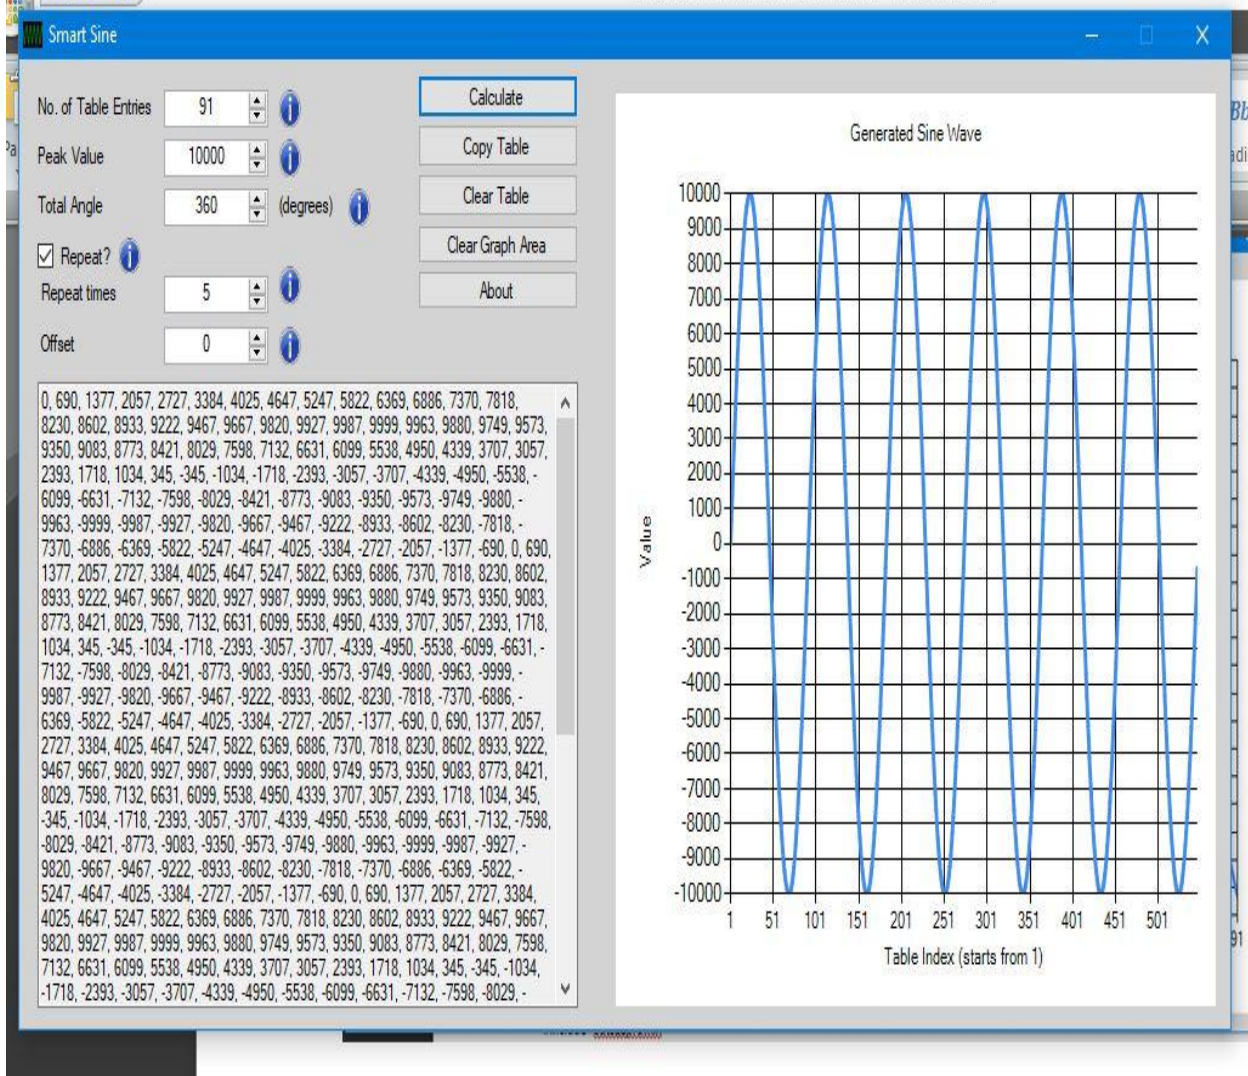 Smart Sine
No. of Table Entries 91
Peak Value 10000
Total Angle 360 (degrees)
Repeat?
Repeat times 5
Offset 0
Calculate
Copy Table
Clear Table
Clear Graph Area
About
0, 690, 1377, 2057, 2727, 3384, 4025, 4647, 5247, 5822, 6369, 6886, 7370, 7818,
8230, 8602, 8933, 9222, 9467, 9667, 9820, 9927, 9987, 9999, 9963, 9880, 9749, 9573,
9350, 9083, 8773, 8421, 8029, 7598, 7132, 6631, 6099, 5538, 4950, 4339, 3707, 3057,
2393, 1718, 1034, 345, -345, -1034, -1718, -2393, -3057, -3707, -4339, -4950, -5538, -
6099, -6631, -7132, -7598, -8029, -8421, -8773, -9083, -9350, -9573, -9749, -9880, -
9963, -9999, -9987, -9927, -9820, -9667, -9467, -9222, -8933, -8602, -8230, -7818, -
7370, -6886, -6369, -5822, -5247, -4647, -4025, -3384, -2727, -2057, -1377, -690, 0, 690,
1377, 2057, 2727, 3384, 4025, 4647, 5247, 5822, 6369, 6886, 7370, 7818, 8230, 8602,
8933, 9222, 9467, 9667, 9820, 9927, 9987, 9999, 9963, 9880, 9749, 9573, 9350, 9083,
8773, 8421, 8029, 7598, 7132, 6631, 6099, 5538, 4950, 4339, 3707, 3057, 2393, 1718,
1034, 345, -345, -1034, -1718, -2393, -3057, -3707, -4339, -4950, -5538, -6099, -6631, -
7132, -7598, -8029, -8421, -8773, -9083, -9350, -9573, -9749, -9880, -9963, -9999, -
9987, -9927, -9820, -9667, -9467, -9222, -8933, -8602, -8230, -7818, -7370, -6886, -
6369, -5822, -5247, -4647, -4025, -3384, -2727, -2057, -1377, -690, 0, 690, 1377, 2057,
2727, 3384, 4025, 4647, 5247, 5822, 6369, 6886, 7370, 7818, 8230, 8602, 8933, 9222,
9467, 9667, 9820, 9927, 9987, 9999, 9963, 9880, 9749, 9573, 9350, 9083, 8773, 8421,
8029, 7598, 7132, 6631, 6099, 5538, 4950, 4339, 3707, 3057, 2393, 1718, 1034, 345,
-345, -1034, -1718, -2393, -3057, -3707, -4339, -4950, -5538, -6099, -6631, -7132, -7598,
-8029, -8421, -8773, -9083, -9350, -9573, -9749, -9880, -9963, -9999, -9987, -9927, -
9820, -9667, -9467, -9222, -8933, -8602, -8230, -7818, -7370, -6886, -6369, -5822, -
5247, -4647, -4025, -3384, -2727, -2057, -1377, -690, 0, 690, 1377, 2057, 2727, 3384,
4025, 4647, 5247, 5822, 6369, 6886, 7370, 7818, 8230, 8602, 8933, 9222, 9467, 9667,
9820, 9927, 9987, 9999, 9963, 9880, 9749, 9573, 9350, 9083, 8773, 8421, 8029, 7598,
7132, 6631, 6099, 5538, 4950, 4339, 3707, 3057, 2393, 1718, 1034, 345, -345, -1034,
-1718, -2393, -3057, -3707, -4339, -4950, -5538, -6099, -6631, -7132, -7598, -8029, -
Generated Sine Wave
10000
9000
8000
7000
6000
5000
4000
3000
2000
1000
0
-1000
-2000
-3000
-4000
-5000
-6000
-7000
-8000
-9000
-10000
Value
1 51 101 151 201 251 301 351 401 451 501
Table Index (starts from 1)
Bb
adi
Pa
91